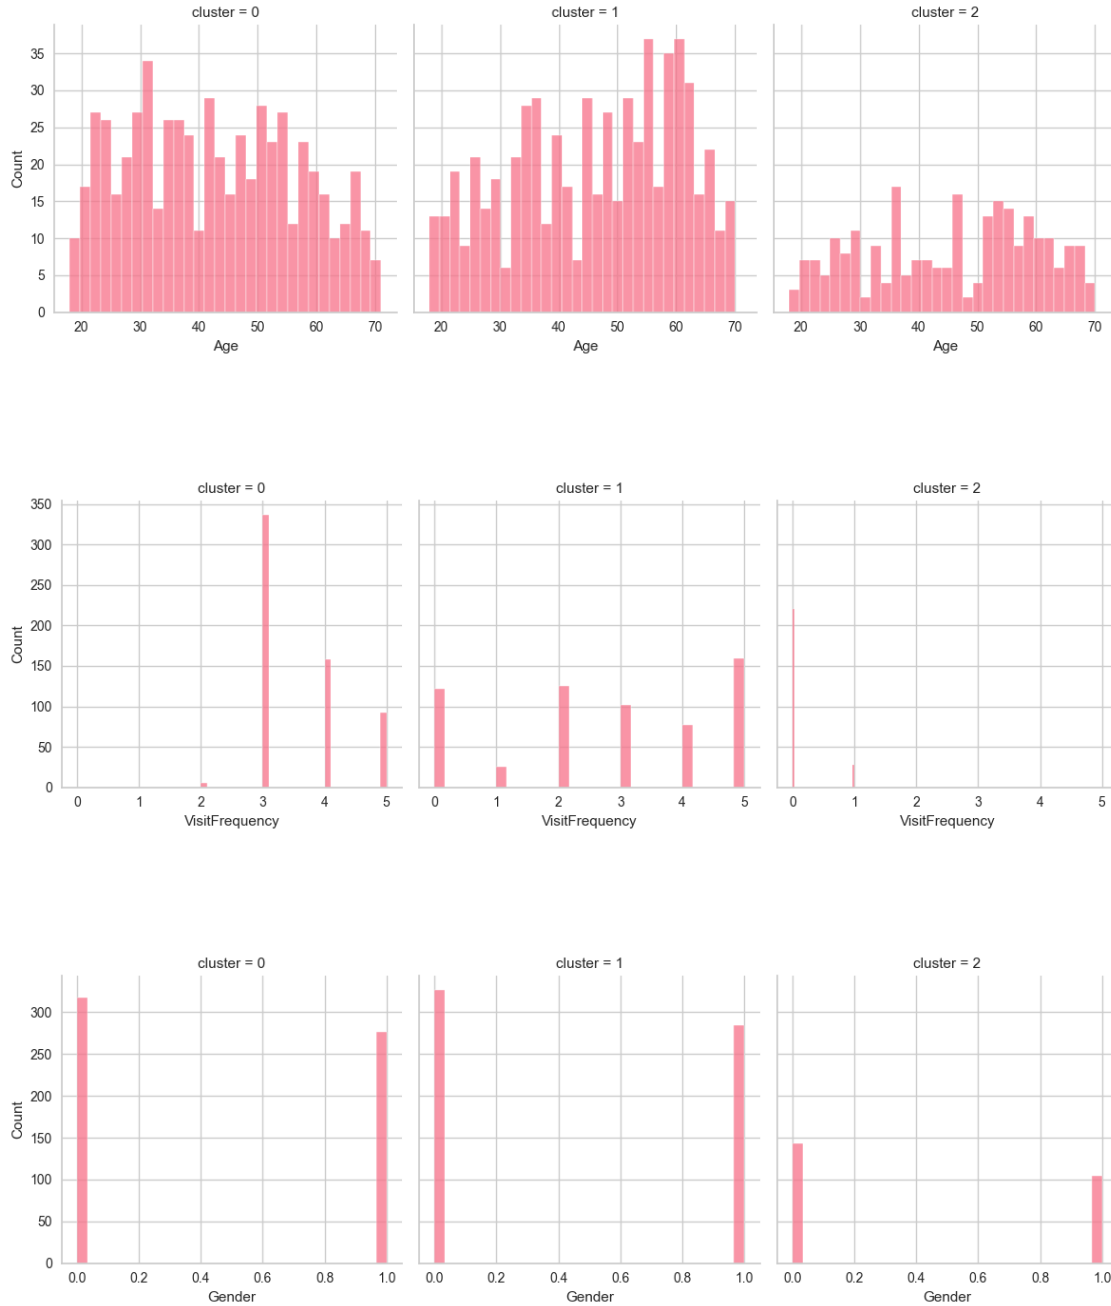 cluster = 0 cluster = 1 cluster = 2
35
30
25
20
15
10
5
0
Count
20 30 40 50 60 70 20 30 40 50 60 70 20 30 40 50 60 70
Age Age Age
cluster = 0 cluster = 1 cluster = 2
350
300
250
200
150
100
50
0
Count
0 1 2 3 4 5 0 1 2 3 4 5 0 1 2 3 4 5
VisitFrequency VisitFrequency VisitFrequency
cluster = 0 cluster = 1 cluster = 2
300
250
200
150
100
50
0
Count
0.0 0.2 0.4 0.6 0.8 1.0 0.0 0.2 0.4 0.6 0.8 1.0 0.0 0.2 0.4 0.6 0.8 1.0
Gender Gender Gender